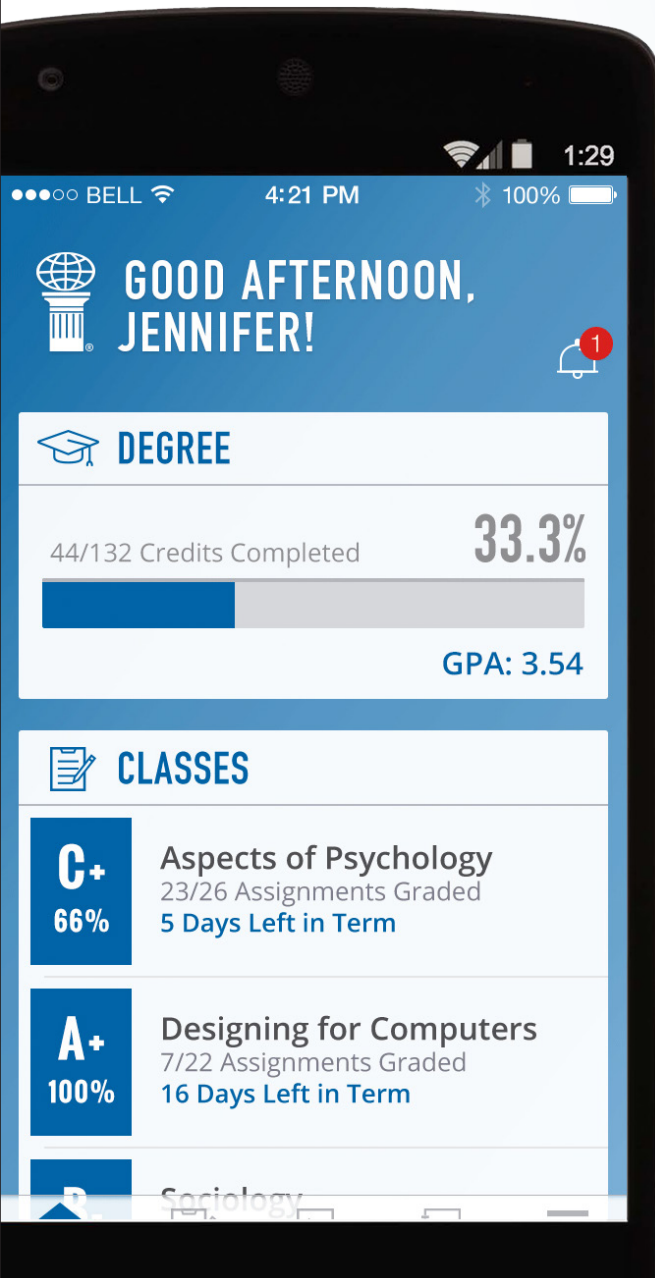 1:29
BELL 4:21 PM 100%
GOOD AFTERNOON,
JENNIFER!
®
1
DEGREE
44/132 Credits Completed 33.3%
GPA: 3.54
CLASSES
C+
66%
Aspects of Psychology
23/26 Assignments Graded
5 Days Left in Term
A+
100%
Designing for Computers
7/22 Assignments Graded
16 Days Left in Term
Sociology